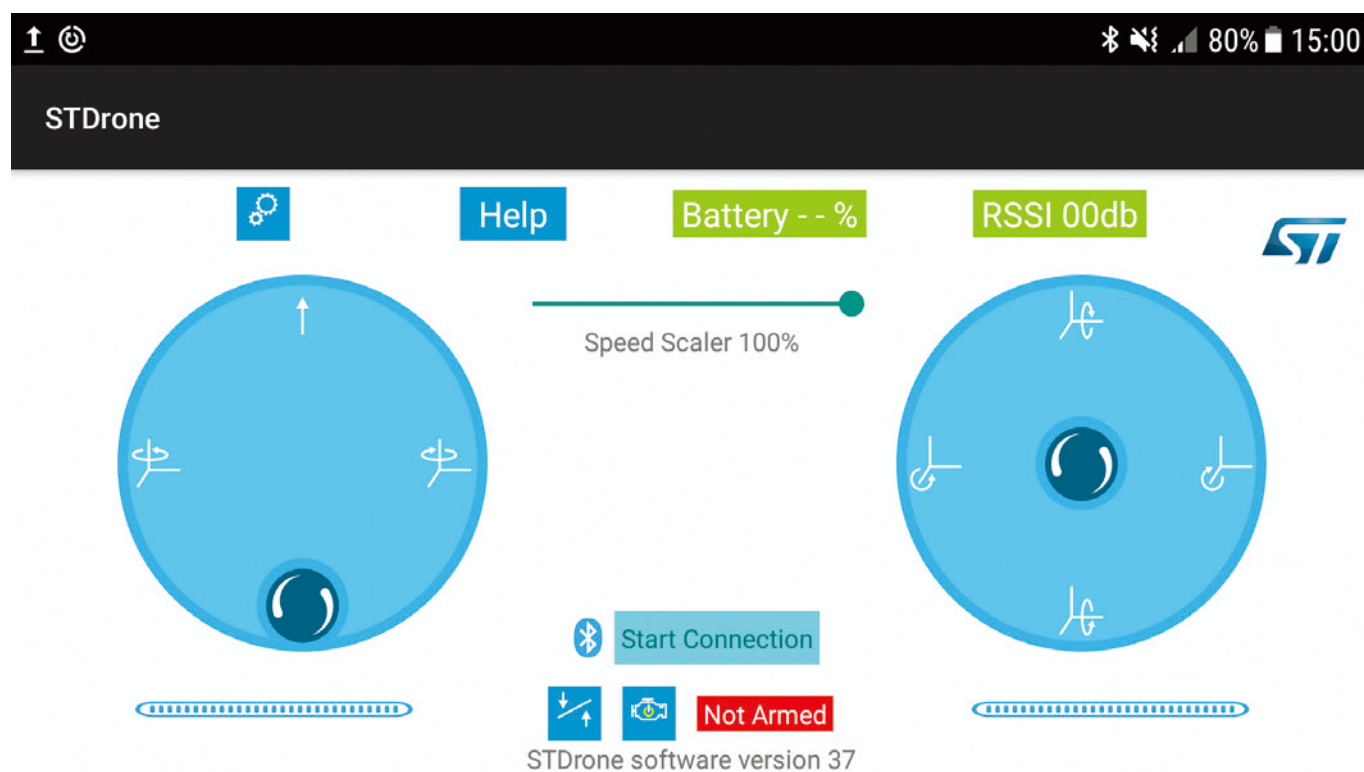 80% 15:00
STDrone
Help
Battery - - %
RSSI 00db
ST
Speed Scaler 100%
Start Connection
Not Armed
STDrone software version 37